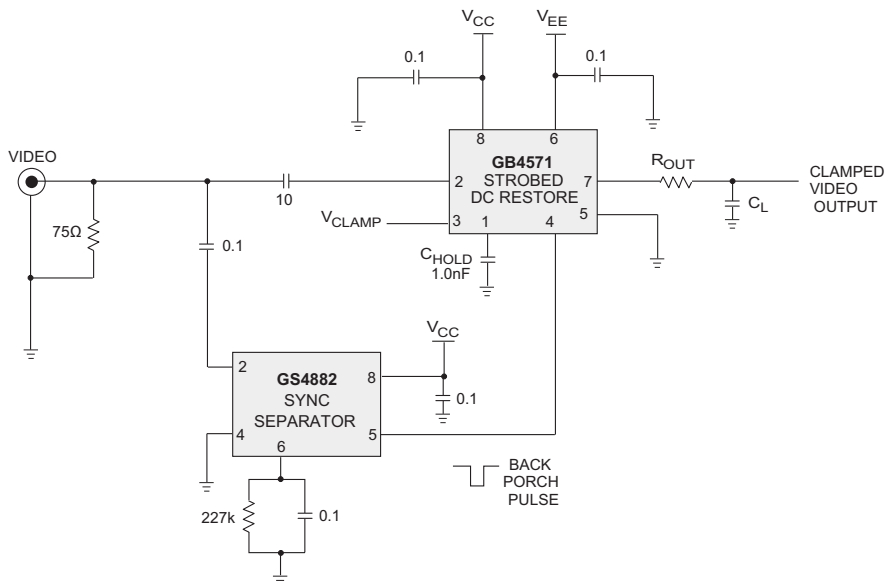 VCC
VEE
0.1
0.1
8
6
VIDEO
GB4571
STROBED
DC RESTORE
2
7
ROUT
CLAMPED
VIDEO
OUTPUT
10
VCLAMP
3
1
4
5
CL
75Ω
0.1
CHOLD
1.0nF
VCC
2
GS4882
SYNC
SEPARATOR
8
0.1
4
6
5
BACK
PORCH
PULSE
227k
0.1